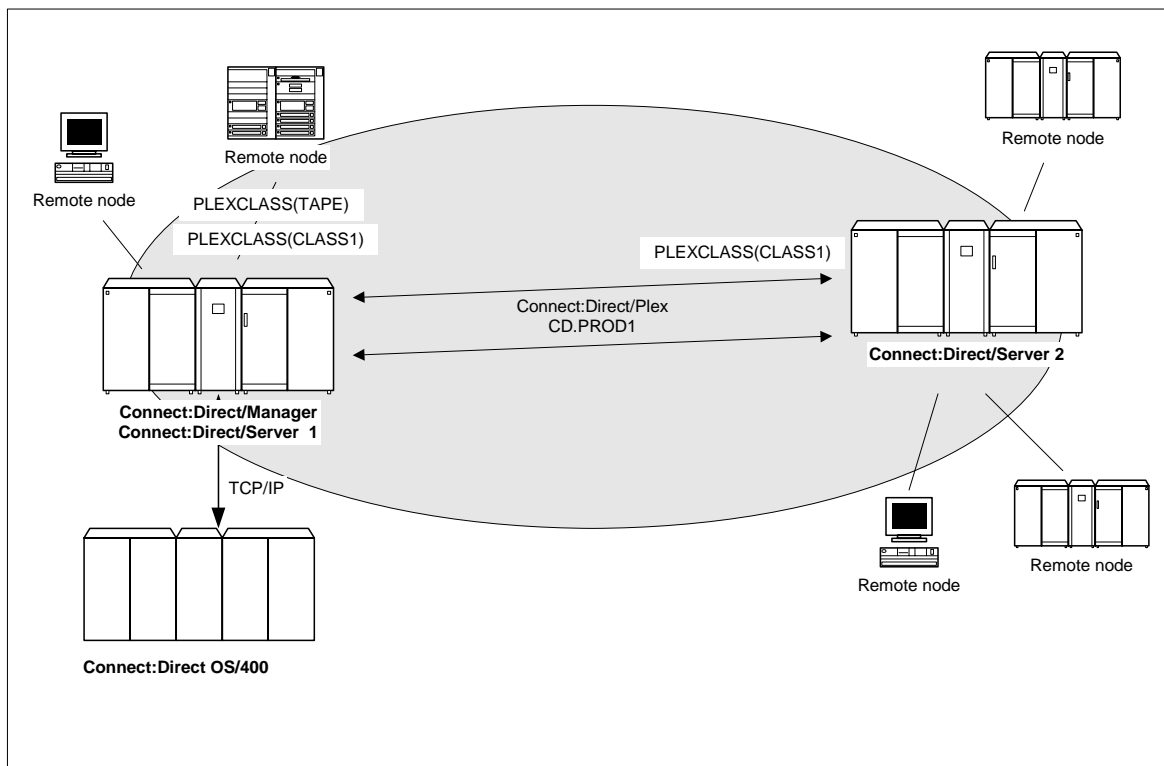 Remote node
Remote node
Remote node
PLEXCLASS(TAPE)
PLEXCLASS(CLASS1)
PLEXCLASS(CLASS1)
Connect:Direct/Plex
CD.PROD1
Connect:Direct/Server 2
Connect:Direct/Manager
Connect:Direct/Server 1
TCP/IP
Remote node
Remote node
Connect:Direct OS/400